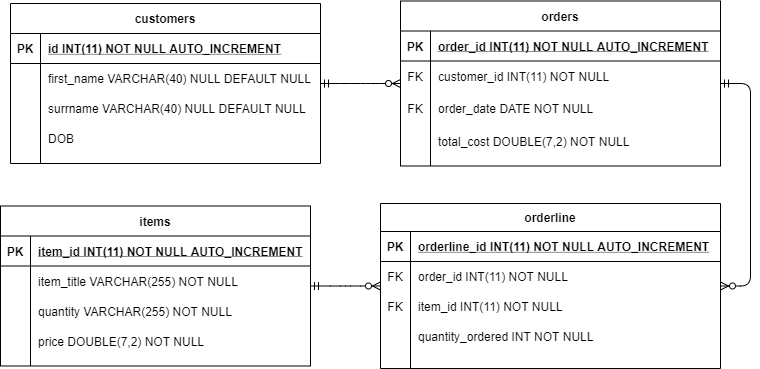 customers
PK id INT(11) NOT NULL AUTO_INCREMENT
first_name VARCHAR(40) NULL DEFAULT NULL
surrname VARCHAR(40) NULL DEFAULT NULL
DOB
orders
PK order_id INT(11) NOT NULL AUTO_INCREMENT
FK customer_id INT(11) NOT NULL
FK order_date DATE NOT NULL
total_cost DOUBLE(7,2) NOT NULL
items
PK item_id INT(11) NOT NULL AUTO_INCREMENT
item_title VARCHAR(255) NOT NULL
quantity VARCHAR(255) NOT NULL
price DOUBLE(7,2) NOT NULL
orderline
PK orderline_id INT(11) NOT NULL AUTO_INCREMENT
FK order_id INT(11) NOT NULL
FK item_id INT(11) NOT NULL
quantity_ordered INT NOT NULL